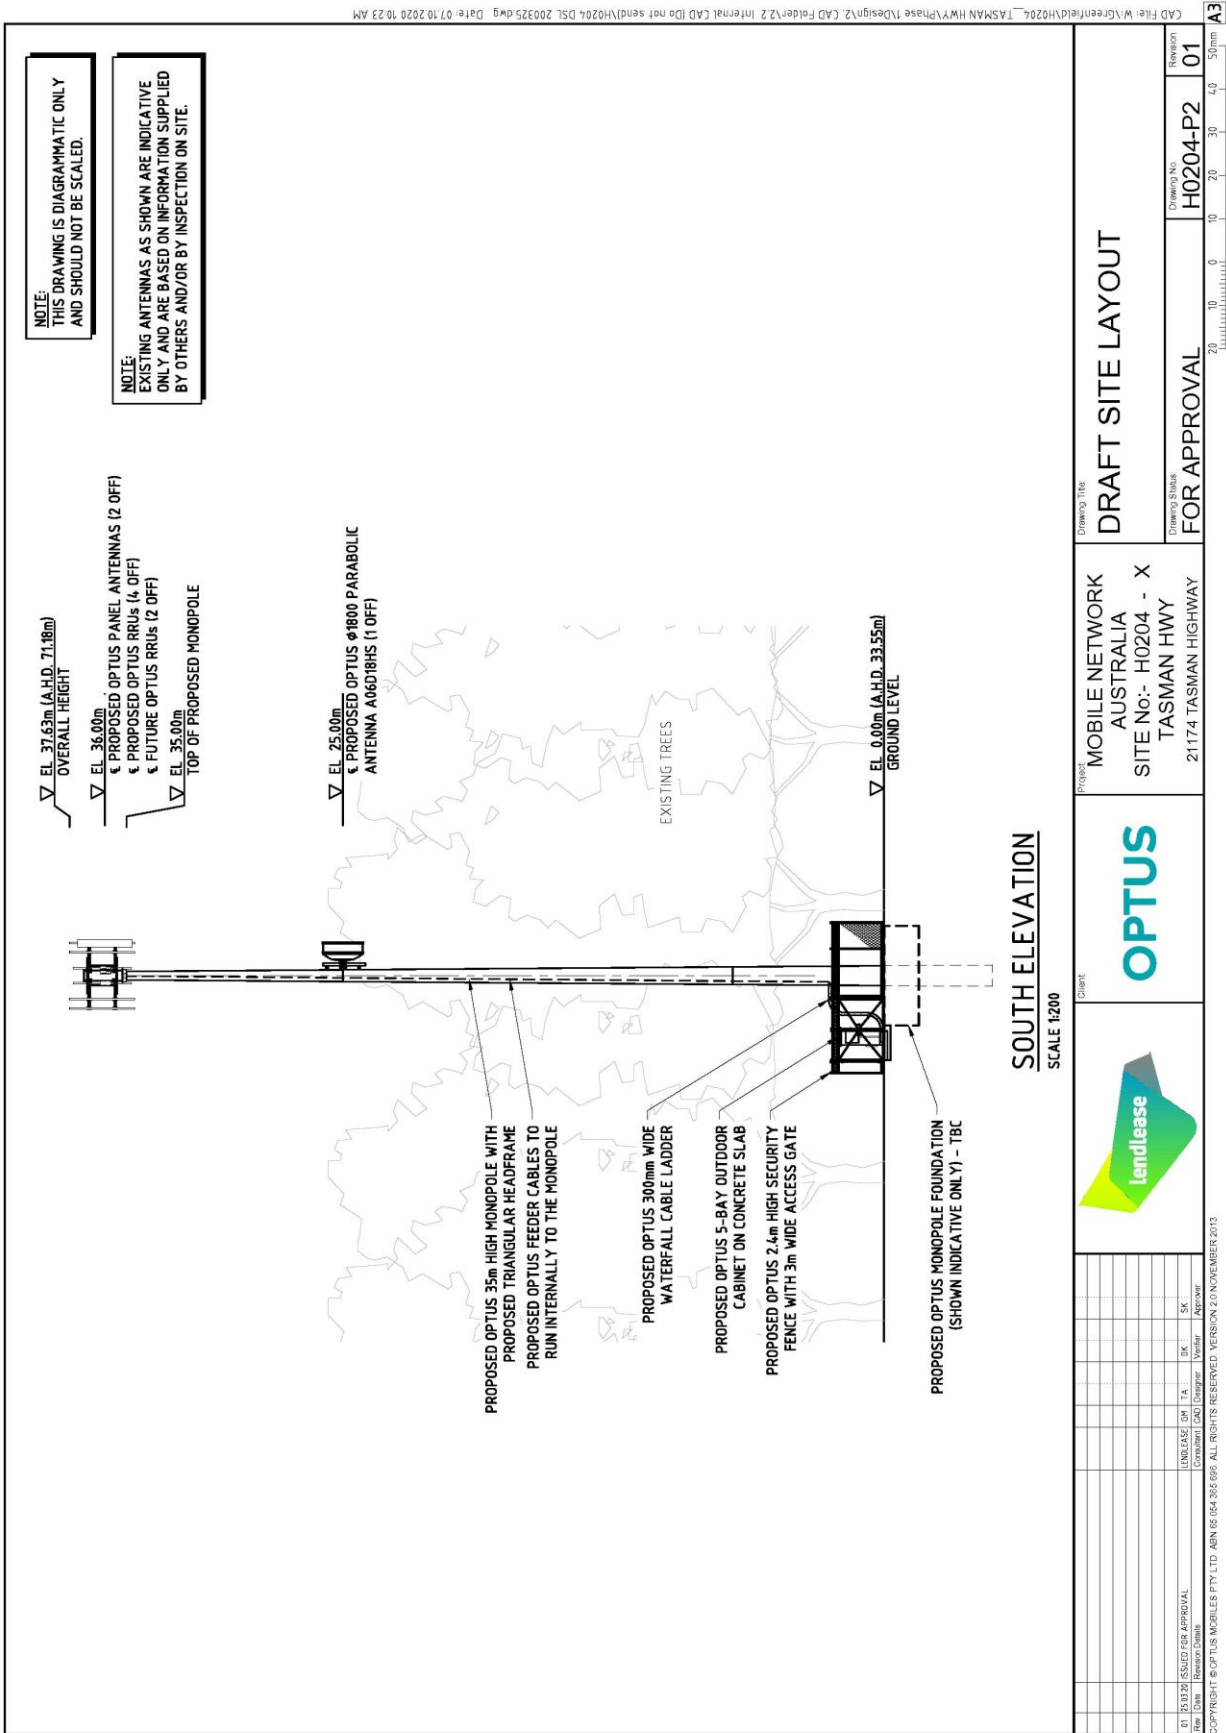 NOTE:
THIS DRAWING IS DIAGRAMMATIC ONLY
AND SHOULD NOT BE SCALED.
NOTE:
EXISTING ANTENNAS AS SHOWN ARE INDICATIVE
ONLY AND ARE BASED ON INFORMATION SUPPLIED
BY OTHERS AND/OR BY INSPECTION ON SITE.
EL 37.63m (A.H.D. 71.18m)
OVERALL HEIGHT
EL 36.00m
℄ PROPOSED OPTUS PANEL ANTENNAS (2 OFF)
℄ PROPOSED OPTUS RRUs (4 OFF)
℄ FUTURE OPTUS RRUs (2 OFF)
EL 35.00m
TOP OF PROPOSED MONOPOLE
EL 25.00m
℄ PROPOSED OPTUS ⌀1800 PARABOLIC
ANTENNA A06D18HS (1 OFF)
EXISTING TREES
EL 0.00m (A.H.D. 33.55m)
GROUND LEVEL
PROPOSED OPTUS 35m HIGH MONOPOLE WITH
PROPOSED TRIANGULAR HEADFRAME
PROPOSED OPTUS FEEDER CABLES TO
RUN INTERNALLY TO THE MONOPOLE
PROPOSED OPTUS 300mm WIDE
WATERFALL CABLE LADDER
PROPOSED OPTUS 5-BAY OUTDOOR
CABINET ON CONCRETE SLAB
PROPOSED OPTUS 2.4m HIGH SECURITY
FENCE WITH 3m WIDE ACCESS GATE
PROPOSED OPTUS MONOPOLE FOUNDATION
(SHOWN INDICATIVE ONLY) - TBC
SOUTH ELEVATION
SCALE 1:200
01 25.03.20 ISSUED FOR APPROVAL LENDLEASE GM TA DK SK
Rev Date Revision Details Consultant CAD Designer Verifier Approver
lendlease
Client
OPTUS
Project
MOBILE NETWORK
AUSTRALIA
SITE No:- H0204 - X
TASMAN HWY
21174 TASMAN HIGHWAY
Drawing Title:
DRAFT SITE LAYOUT
Drawing Status:
FOR APPROVAL
Drawing No.
H0204-P2
Revision
01
COPYRIGHT © OPTUS MOBILES PTY LTD ABN 65 054 365 696. ALL RIGHTS RESERVED. VERSION 2.0 NOVEMBER 2013
20 10 0 10 20 30 40 50mm
A3
CAD File: W:\Greenfield\H0204__TASMAN HWY\Phase 1\Design\2. CAD Folder\2.2 Internal CAD (Do not send)\H0204 DSL 200325.dwg Date: 07.10.2020 10:23 AM